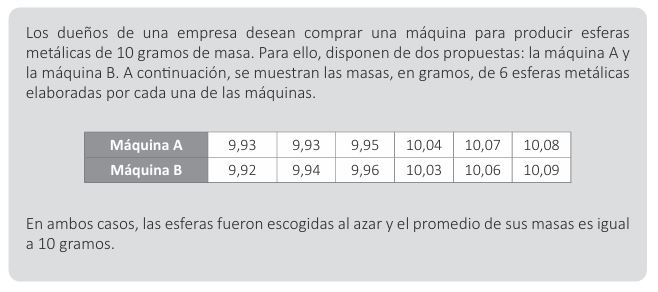 Los dueños de una empresa desean comprar una máquina para producir esferas
metálicas de 10 gramos de masa. Para ello, disponen de dos propuestas: la máquina A y
la máquina B. A continuación, se muestran las masas, en gramos, de 6 esferas metálicas
elaboradas por cada una de las máquinas.
Máquina A 9,93 9,93 9,95 10,04 10,07 10,08
Máquina B 9,92 9,94 9,96 10,03 10,06 10,09
En ambos casos, las esferas fueron escogidas al azar y el promedio de sus masas es igual
a 10 gramos.